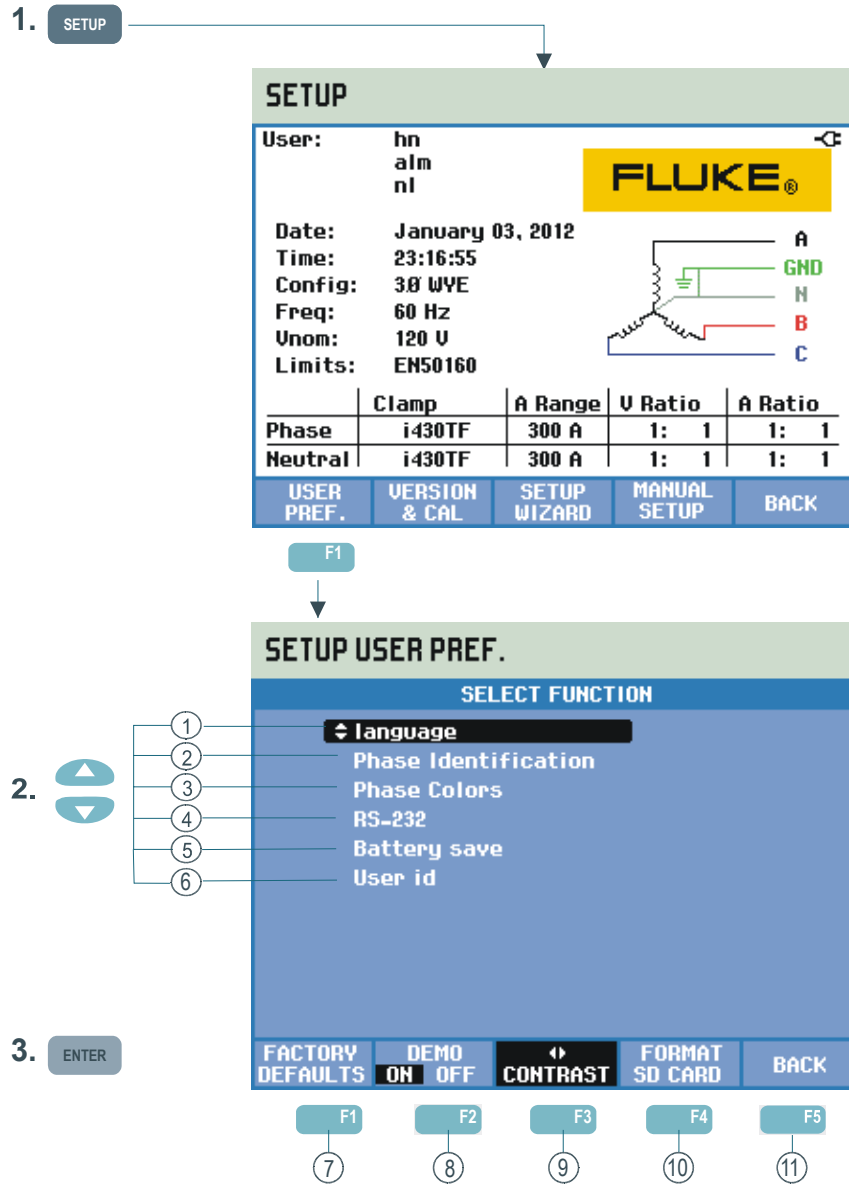 1. SETUP
SETUP
User: hn
alm
nl
FLUKE®
Date: January 03, 2012
Time: 23:16:55
Config: 3Ø WYE
Freq: 60 Hz
Vnom: 120 V
Limits: EN50160
A
GND
N
B
C
Clamp A Range V Ratio A Ratio
Phase i430TF 300 A 1: 1 1: 1
Neutral i430TF 300 A 1: 1 1: 1
USER PREF. VERSION & CAL SETUP WIZARD MANUAL SETUP BACK
F1
SETUP USER PREF.
SELECT FUNCTION
1 language
2 Phase Identification
2.
3 Phase Colors
4 RS-232
5 Battery save
6 User id
3. ENTER
FACTORY DEFAULTS DEMO ON OFF CONTRAST FORMAT SD CARD BACK
F1 F2 F3 F4 F5
7 8 9 10 11